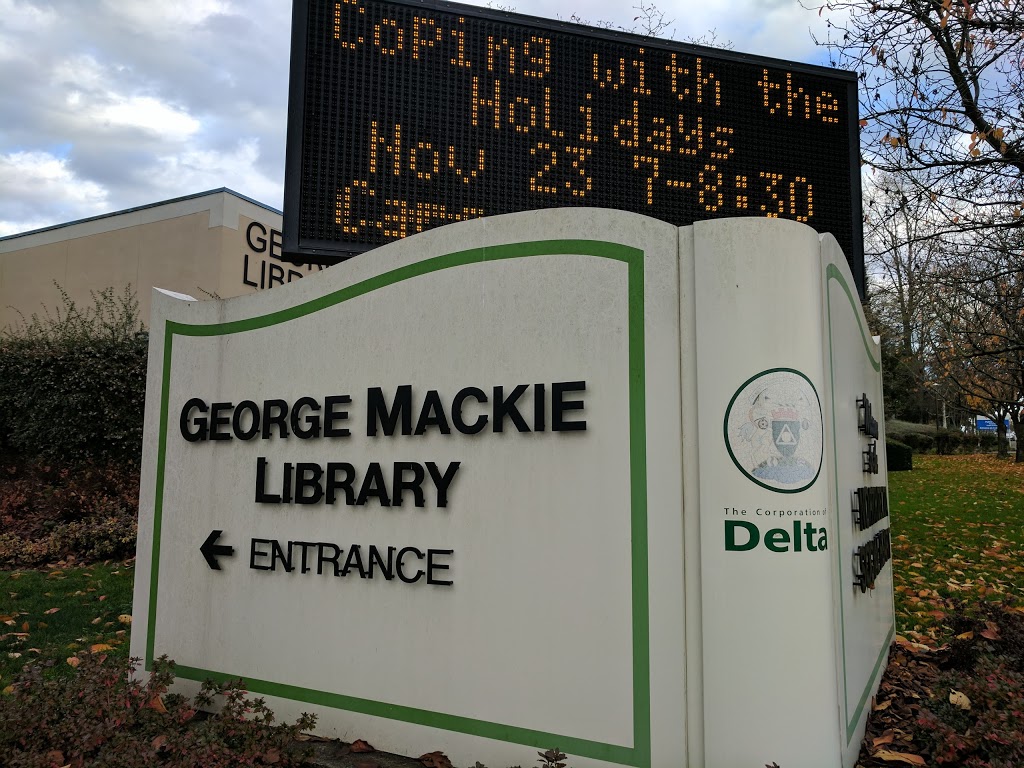 Coping with the
Holidays
Nov 23 7-8:30
GEORGE MACKIE
LIBRARY
ENTRANCE
The Corporation of
Delta